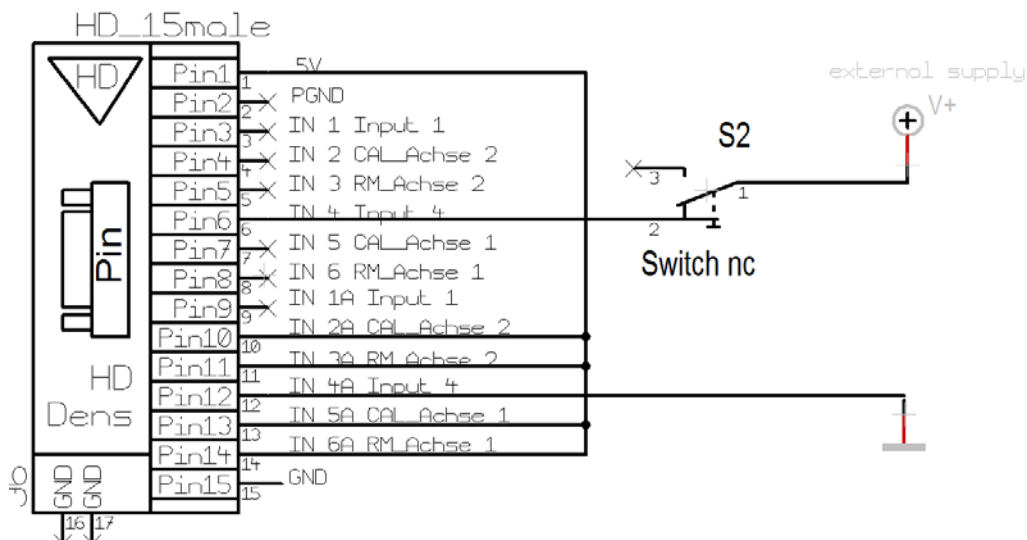 HD_15male
HD
Pin
HD
Dens
GND
GND
16 17
Pin1 1 5V
Pin2 2 PGND
Pin3 3 IN 1 Input 1
Pin4 4 IN 2 CAL_Achse 2
Pin5 5 IN 3 RM_Achse 2
Pin6 6 IN 4 Input 4
Pin7 7 IN 5 CAL_Achse 1
Pin8 8 IN 6 RM_Achse 1
Pin9 9 IN 1A Input 1
Pin10 10 IN 2A CAL_Achse 2
Pin11 11 IN 3A RM_Achse 2
Pin12 12 IN 4A Input 4
Pin13 13 IN 5A CAL_Achse 1
Pin14 14 IN 6A RM_Achse 1
Pin15 15 GND
external supply
V+
S2
3
1
2
Switch nc